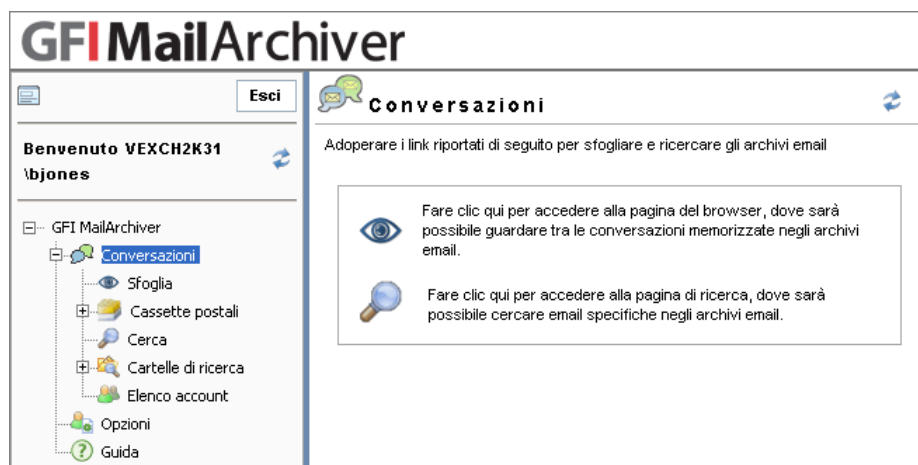 GFI MailArchiver
Esci
Benvenuto VEXCH2K31
\bjones
GFI MailArchiver
Conversazioni
Sfoglia
Cassette postali
Cerca
Cartelle di ricerca
Elenco account
Opzioni
Guida
Conversazioni
Adoperare i link riportati di seguito per sfogliare e ricercare gli archivi email
Fare clic qui per accedere alla pagina del browser, dove sarà
possibile guardare tra le conversazioni memorizzate negli archivi
email.
Fare clic qui per accedere alla pagina di ricerca, dove sarà
possibile cercare email specifiche negli archivi email.